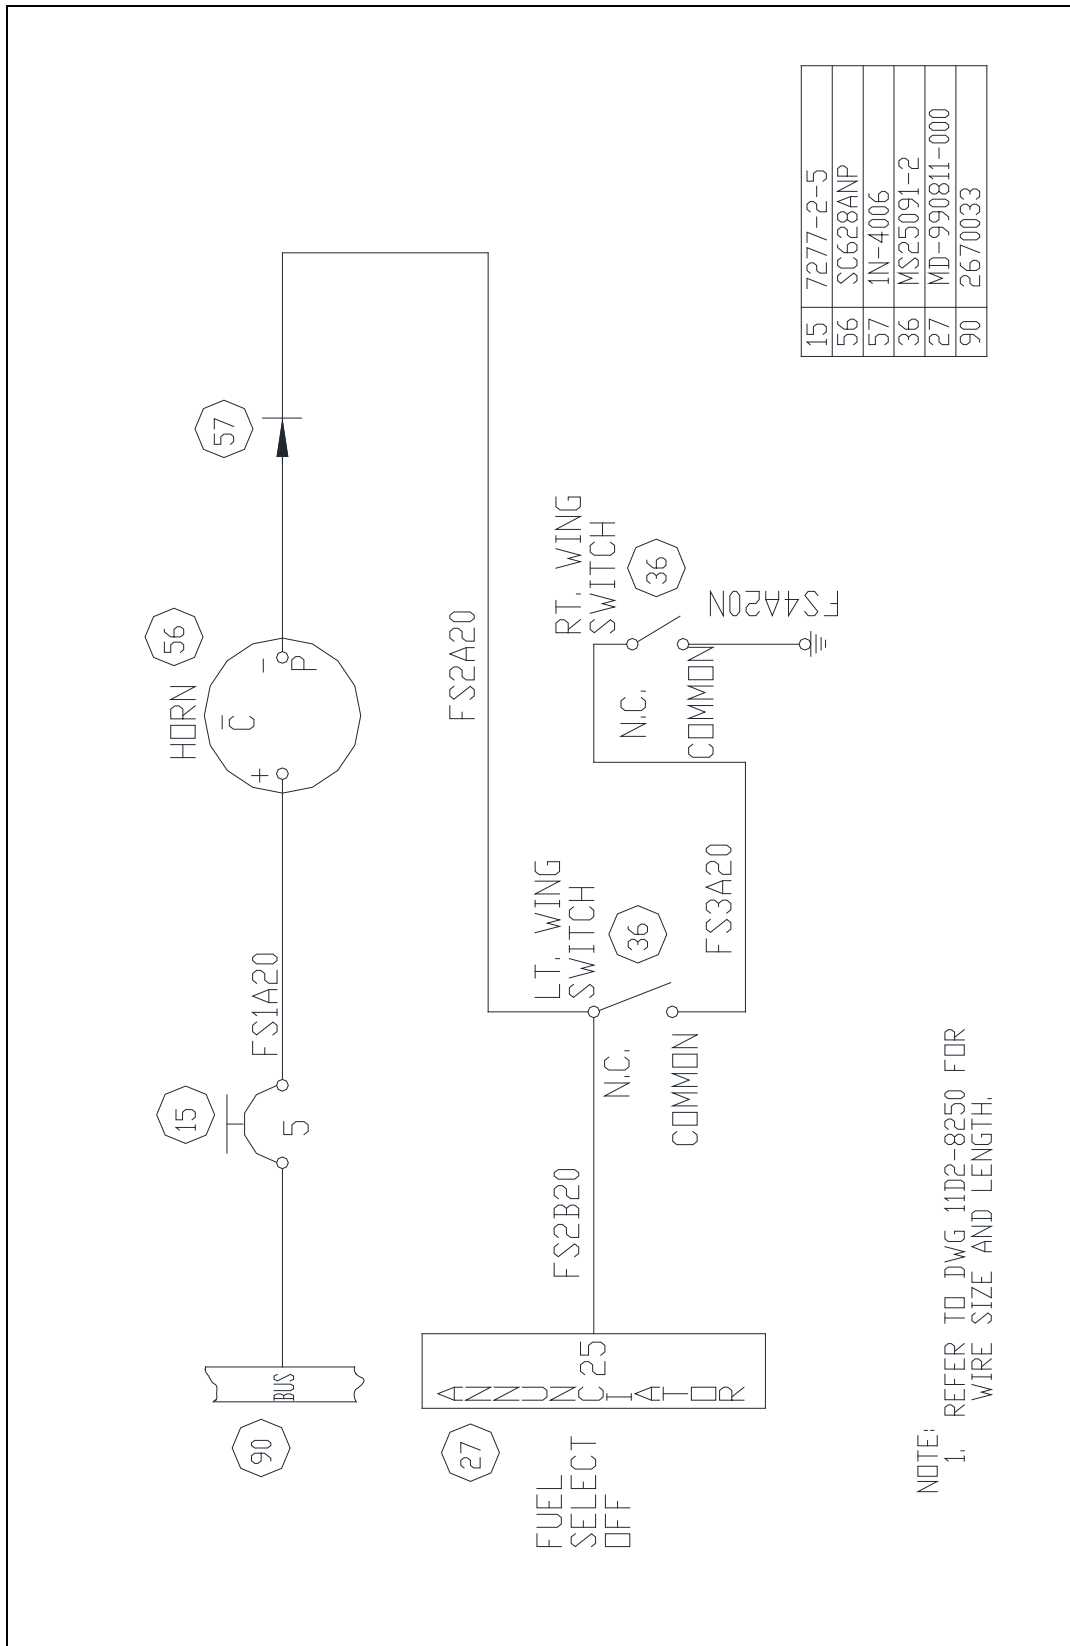 90
BUS
15
5
FS1A20
HORN
56
C
+
-
P
57
FUEL
SELECT
OFF
27
ANNUNCIATOR
25
FS2B20
FS2A20
LT. WING
SWITCH
36
N.C.
COMMON
FS3A20
RT. WING
SWITCH
36
N.C.
COMMON
FS4A20N
15 7277-2-5
56 SC628ANP
57 1N-4006
36 MS25091-2
27 MD-990811-000
90 2670033
NOTE:
1. REFER TO DWG 11D2-8250 FOR
WIRE SIZE AND LENGTH.